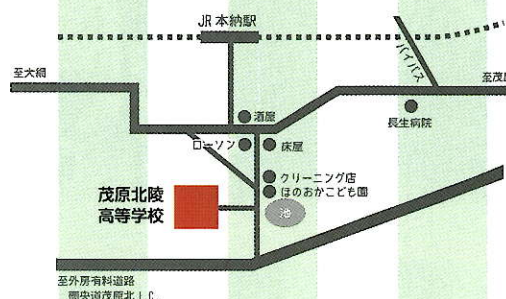 JR 本納駅
バイパス
至大網
至茂
酒屋
長生病院
ローソン
床屋
クリーニング店
ほのおかこども園
茂原北陵
高等学校
池
至外房有料道路
圏央道茂原北ＩＣ